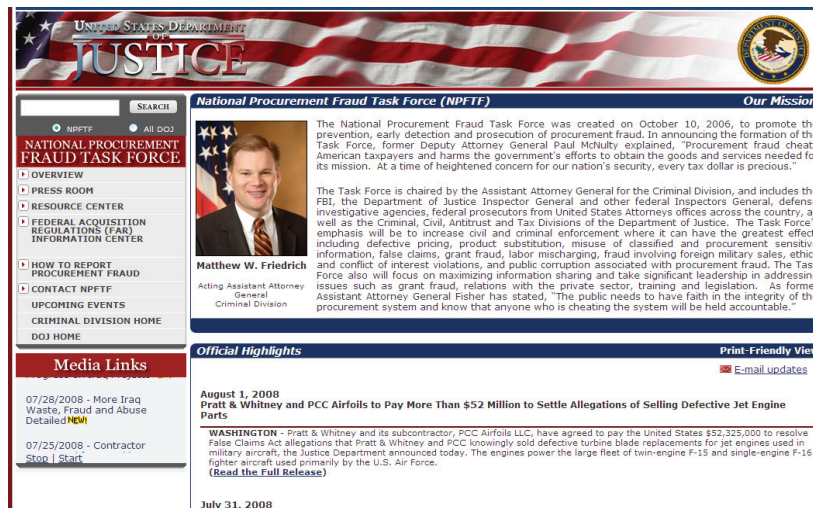 UNITED STATES DEPARTMENT
OF
JUSTICE
DEPARTMENT OF JUSTICE
SEARCH
NPFTF
All DOJ
NATIONAL PROCUREMENT
FRAUD TASK FORCE
OVERVIEW
PRESS ROOM
RESOURCE CENTER
FEDERAL ACQUISITION
REGULATIONS (FAR)
INFORMATION CENTER
HOW TO REPORT
PROCUREMENT FRAUD
CONTACT NPFTF
UPCOMING EVENTS
CRIMINAL DIVISION HOME
DOJ HOME
Media Links
07/28/2008 - More Iraq
Waste, Fraud and Abuse
Detailed NEW!
07/25/2008 - Contractor
Stop | Start
National Procurement Fraud Task Force (NPFTF)
Our Mission
Matthew W. Friedrich
Acting Assistant Attorney
General
Criminal Division
The National Procurement Fraud Task Force was created on October 10, 2006, to promote th
prevention, early detection and prosecution of procurement fraud. In announcing the formation of th
Task Force, former Deputy Attorney General Paul McNulty explained, "Procurement fraud cheat
American taxpayers and harms the government's efforts to obtain the goods and services needed fo
its mission. At a time of heightened concern for our nation's security, every tax dollar is precious."
The Task Force is chaired by the Assistant Attorney General for the Criminal Division, and includes th
FBI, the Department of Justice Inspector General and other federal Inspectors General, defens
investigative agencies, federal prosecutors from United States Attorneys offices across the country, a
well as the Criminal, Civil, Antitrust and Tax Divisions of the Department of Justice. The Task Force'
emphasis will be to increase civil and criminal enforcement where it can have the greatest effect
including defective pricing, product substitution, misuse of classified and procurement sensitiv
information, false claims, grant fraud, labor mischarging, fraud involving foreign military sales, ethic
and conflict of interest violations, and public corruption associated with procurement fraud. The Tas
Force also will focus on maximizing information sharing and take significant leadership in addressin
issues such as grant fraud, relations with the private sector, training and legislation. As forme
Assistant Attorney General Fisher has stated, "The public needs to have faith in the integrity of th
procurement system and know that anyone who is cheating the system will be held accountable."
Official Highlights
Print-Friendly View
E-mail updates
August 1, 2008
Pratt & Whitney and PCC Airfoils to Pay More Than $52 Million to Settle Allegations of Selling Defective Jet Engine
Parts
WASHINGTON - Pratt & Whitney and its subcontractor, PCC Airfoils LLC, have agreed to pay the United States $52,325,000 to resolve
False Claims Act allegations that Pratt & Whitney and PCC knowingly sold defective turbine blade replacements for jet engines used in
military aircraft, the Justice Department announced today. The engines power the large fleet of twin-engine F-15 and single-engine F-16
fighter aircraft used primarily by the U.S. Air Force.
(Read the Full Release)
July 31, 2008